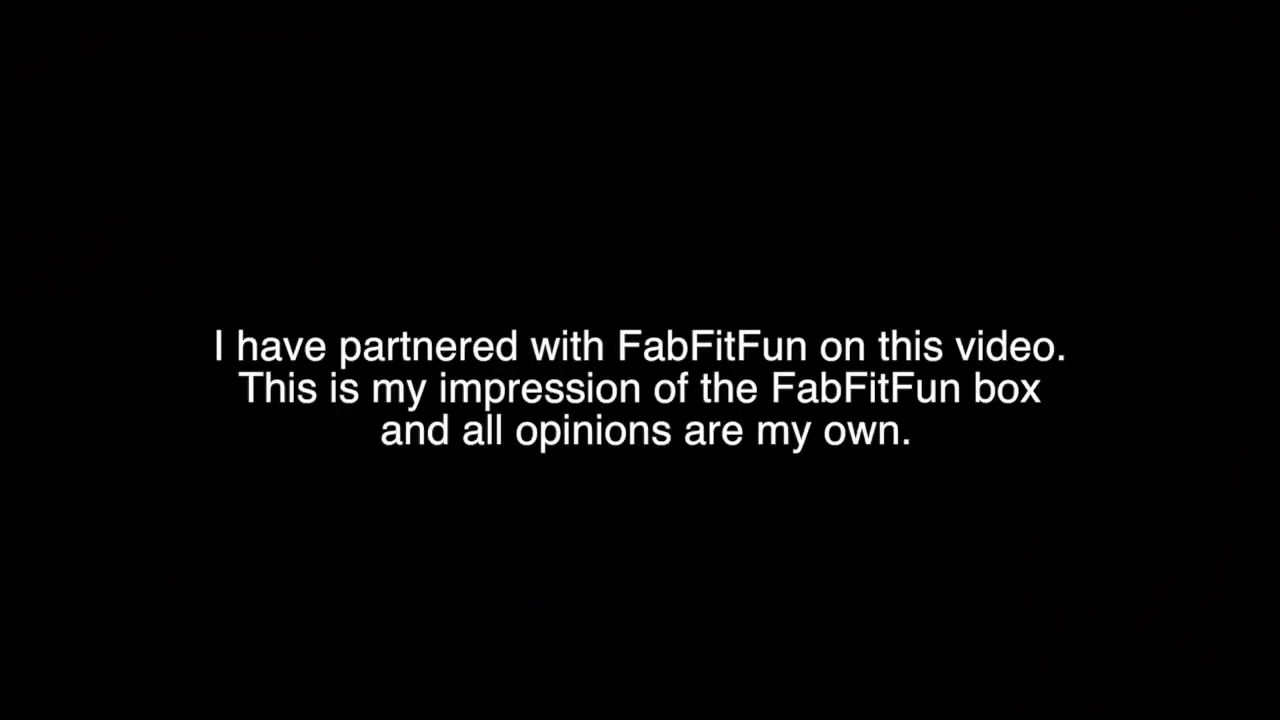 I have partnered with FabFitFun on this video.
This is my impression of the FabFitFun box
and all opinions are my own.